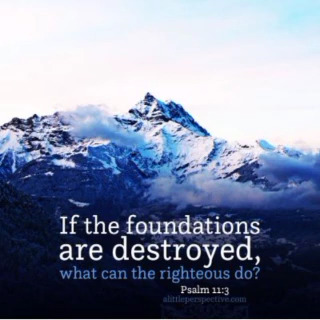 If the foundations
are destroyed,
what can the righteous do?
Psalm 11:3
alittleperspective.com